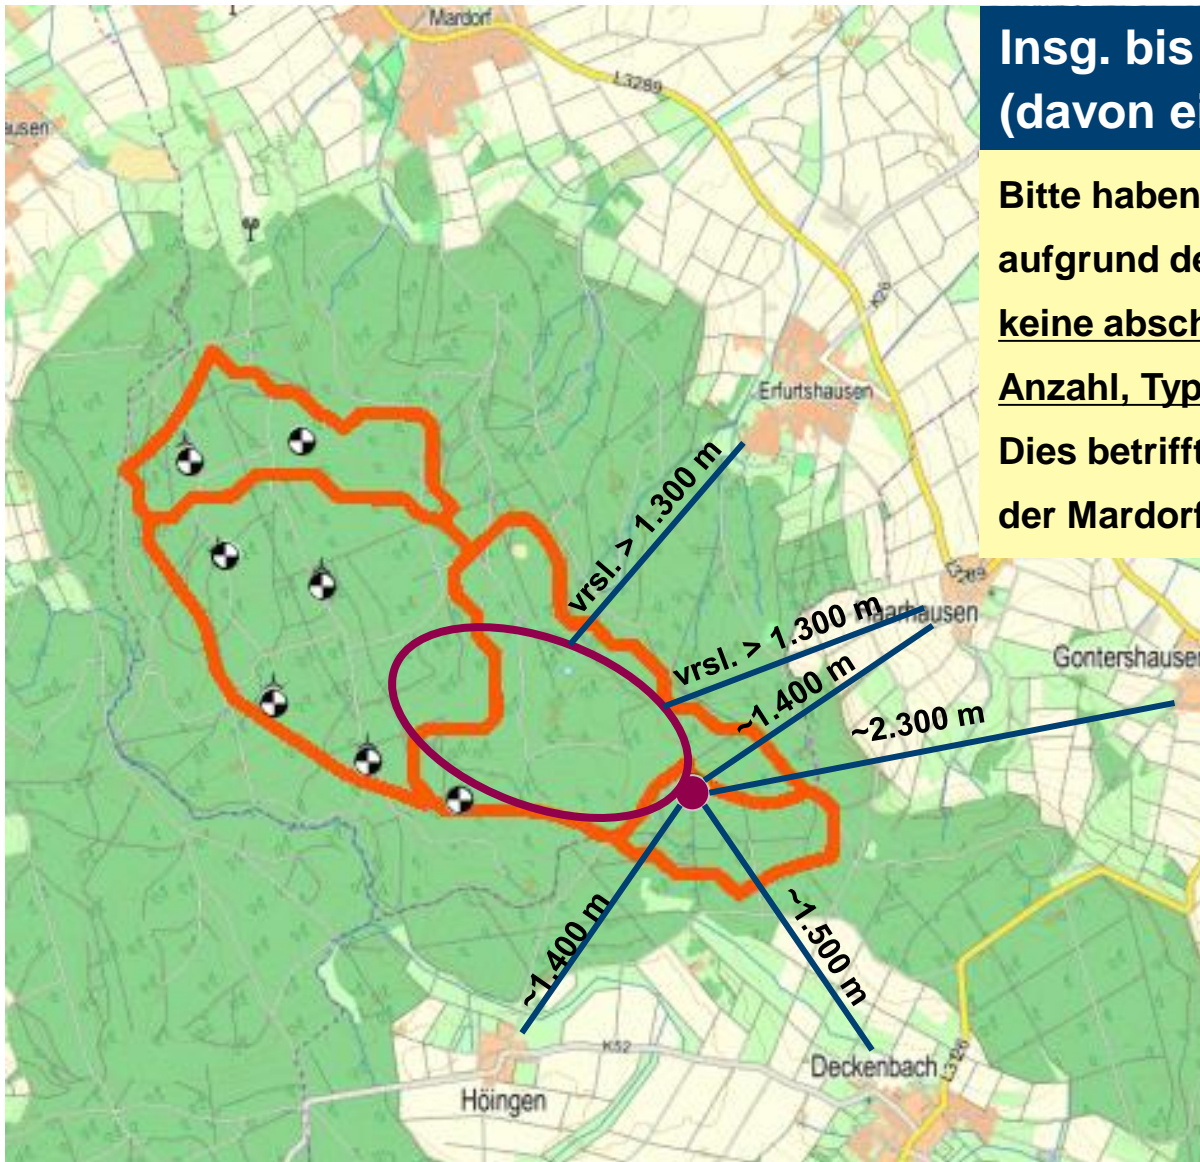 Mardorf
L3289
Insg. bis
(davon ei
Bitte haben
aufgrund de
keine absch
Anzahl, Typ
Dies betrifft
der Mardorf
ausen
K26
Erfurtshausen
vrsl. > 1.300 m
vrsl. > 1.300 m
~1.400 m
~2.300 m
Gontershausen
~1.400 m
~1.500 m
K52
Deckenbach
L3126
Höingen